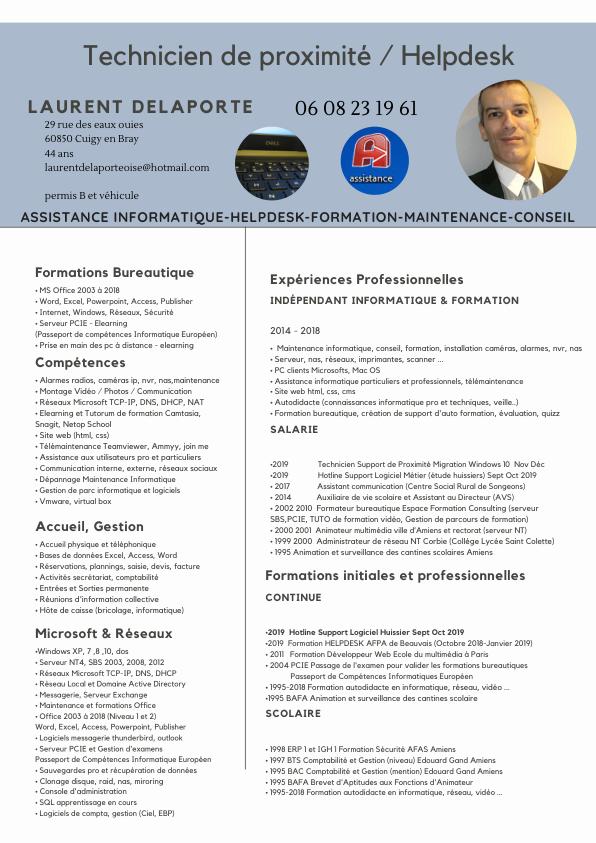 Technicien de proximité / Helpdesk
LAURENT DELAPORTE
06 08 23 19 61
29 rue des eaux ouies
60850 Cuigy en Bray
44 ans
laurentdelaporteoise@hotmail.com
permis B et véhicule
DELL
assistance
ASSISTANCE INFORMATIQUE-HELPDESK-FORMATION-MAINTENANCE-CONSEIL
Formations Bureautique
• MS Office 2003 à 2018
• Word, Excel, Powerpoint, Access, Publisher
• Internet, Windows, Réseaux, Sécurité
• Serveur PCIE - Elearning
(Passeport de compétences Informatique Européen)
• Prise en main des pc à distance - elearning
Compétences
• Alarmes radios, caméras ip, nvr, nas,maintenance
• Montage Vidéo / Photos / Communication
• Réseaux Microsoft TCP-IP, DNS, DHCP, NAT
• Elearning et Tutorum de formation Camtasia,
Snagit, Netop School
• Site web (html, css)
• Télémaintenance Teamviewer, Ammyy, join me
• Assistance aux utilisateurs pro et particuliers
• Communication interne, externe, réseaux sociaux
• Dépannage Maintenance Informatique
• Gestion de parc informatique et logiciels
• Vmware, virtual box
Accueil, Gestion
• Accueil physique et téléphonique
• Bases de données Excel, Access, Word
• Réservations, plannings, saisie, devis, facture
• Activités secrétariat, comptabilité
• Entrées et Sorties permanente
• Réunions d'information collective
• Hôte de caisse (bricolage, informatique)
Microsoft & Réseaux
•Windows XP, 7 ,8 ,10, dos
• Serveur NT4, SBS 2003, 2008, 2012
• Réseaux Microsoft TCP-IP, DNS, DHCP
• Réseau Local et Domaine Active Directory
• Messagerie, Serveur Exchange
• Maintenance et formations Office
• Office 2003 à 2018 (Niveau 1 et 2)
Word, Excel, Access, Powerpoint, Publisher
• Logiciels messagerie thunderbird, outlook
• Serveur PCIE et Gestion d'examens
Passeport de Compétences Informatique Européen
• Sauvegardes pro et récupération de données
• Clonage disque, raid, nas, miroring
• Console d'administration
• SQL apprentissage en cours
• Logiciels de compta, gestion (Ciel, EBP)
Expériences Professionnelles
INDÉPENDANT INFORMATIQUE & FORMATION
2014 - 2018
• Maintenance informatique, conseil, formation, installation caméras, alarmes, nvr, nas
• Serveur, nas, réseaux, imprimantes, scanner ...
• PC clients Microsofts, Mac OS
• Assistance informatique particuliers et professionnels, télémaintenance
• Site web html, css, cms
• Autodidacte (connaissances informatique pro et techniques, veille..)
• Formation bureautique, création de support d'auto formation, évaluation, quizz
SALARIE
•2019 Technicien Support de Proximité Migration Windows 10 Nov Déc
•2019 Hotline Support Logiciel Métier (étude huissiers) Sept Oct 2019
• 2017 Assistant communication (Centre Social Rural de Songeons)
• 2014 Auxiliaire de vie scolaire et Assistant au Directeur (AVS)
• 2002 2010 Formateur bureautique Espace Formation Consulting (serveur
SBS,PCIE, TUTO de formation vidéo, Gestion de parcours de formation)
• 2000 2001 Animateur multimédia ville d'Amiens et rectorat (serveur NT)
• 1999 2000 Administrateur de réseau NT Corbie (Collège Lycée Saint Colette)
• 1995 Animation et surveillance des cantines scolaires Amiens
Formations initiales et professionnelles
CONTINUE
•2019 Hotline Support Logiciel Huissier Sept Oct 2019
•2019 Formation HELPDESK AFPA de Beauvais (Octobre 2018-Janvier 2019)
• 2011 Formation Développeur Web Ecole du multimédia à Paris
• 2004 PCIE Passage de l'examen pour valider les formations bureautiques
Passeport de Compétences Informatiques Européen
• 1995-2018 Formation autodidacte en informatique, réseau, vidéo ...
•1995 BAFA Animation et surveillance des cantines scolaire
SCOLAIRE
• 1998 ERP 1 et IGH 1 Formation Sécurité AFAS Amiens
• 1997 BTS Comptabilité et Gestion (niveau) Edouard Gand Amiens
• 1995 BAC Comptabilité et Gestion (mention) Edouard Gand Amiens
• 1995 BAFA Brevet d'Aptitudes aux Fonctions d'Animateur
• 1995-2018 Formation autodidacte en informatique, réseau, vidéo ...